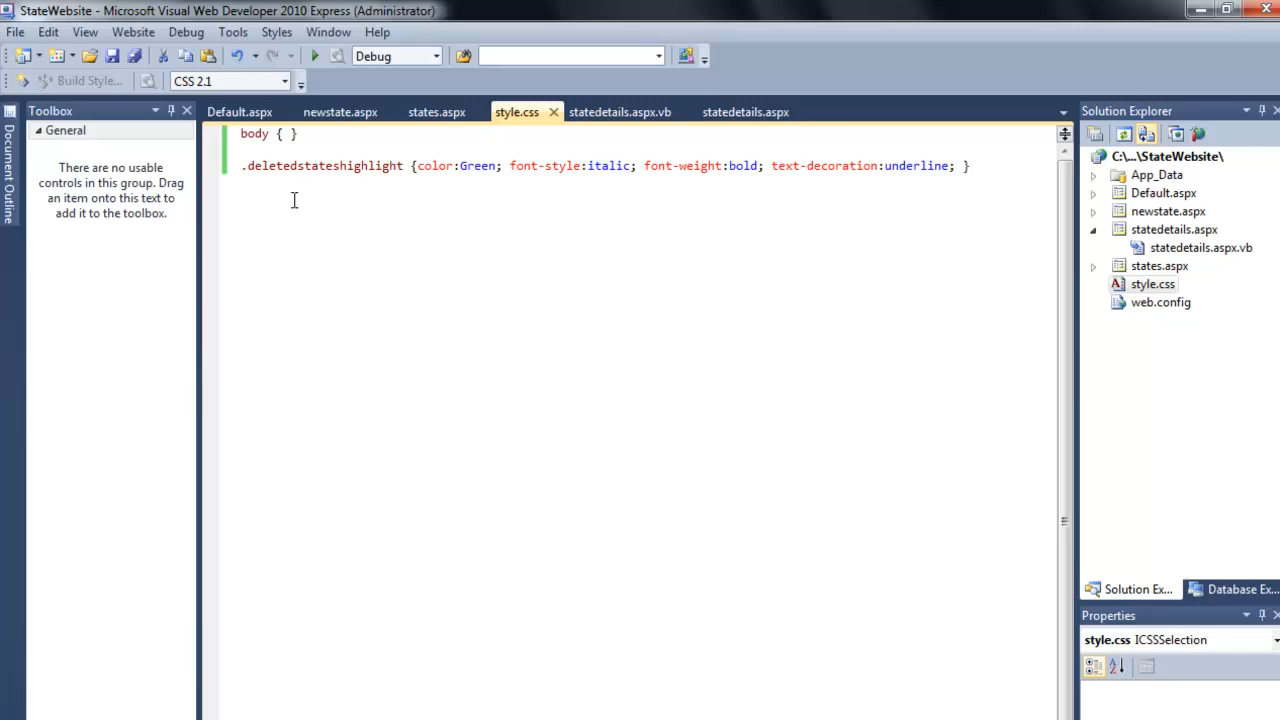 StateWebsite - Microsoft Visual Web Developer 2010 Express (Administrator)
File Edit View Website Debug Tools Styles Window Help
Debug
Build Style... CSS 2.1
Document Outline
Toolbox
General
There are no usable
controls in this group. Drag
an item onto this text to
add it to the toolbox.
Default.aspx newstate.aspx states.aspx style.css statedetails.aspx.vb statedetails.aspx
body { }
.deletedstateshighlight {color:Green; font-style:italic; font-weight:bold; text-decoration:underline; }
Solution Explorer
C:\...\StateWebsite\
App_Data
Default.aspx
newstate.aspx
statedetails.aspx
statedetails.aspx.vb
states.aspx
style.css
web.config
Solution Ex... Database Ex...
Properties
style.css ICSSSelection